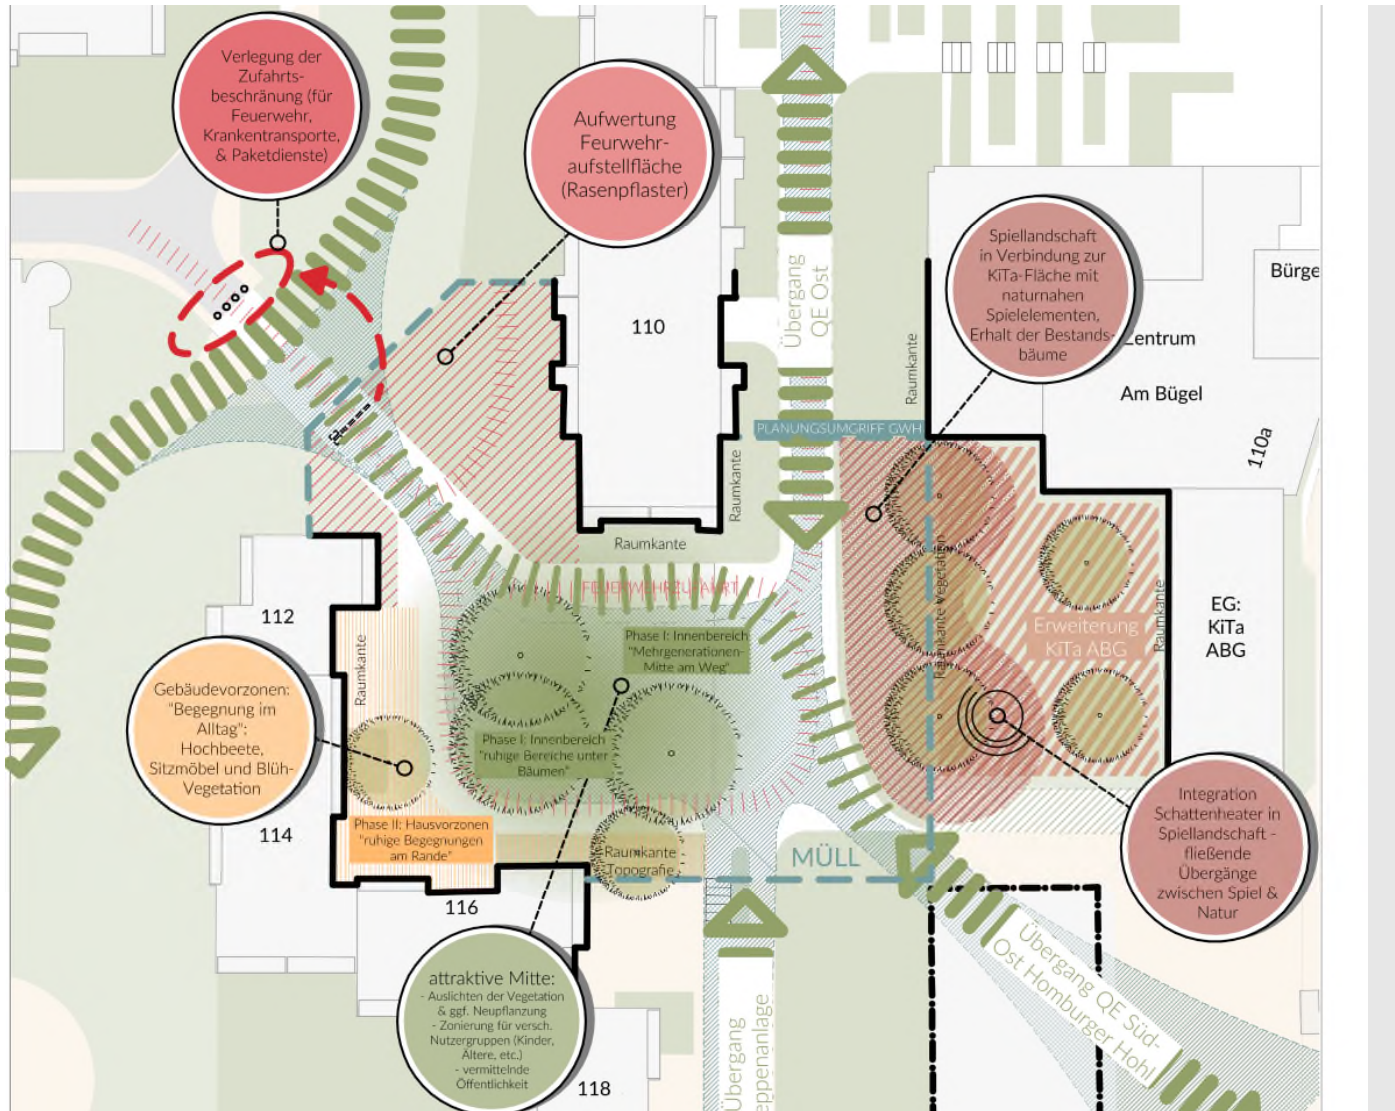 Verlegung der
Zufahrts-
beschränung (für
Feuerwehr,
Krankentransporte,
& Paketdienste)
Aufwertung
Feurwehr-
aufstellfläche
(Rasenpflaster)
Spiellandschaft
in Verbindung zur
KiTa-Fläche mit
naturnahen
Spielelementen,
Erhalt der Bestands-
bäume
Übergang
QE Ost
Bürge
Zentrum
Am Bügel
110
110a
Raumkante
PLANUNGSUMGRIFF GWH
Raumkante
Raumkante
FEUERWEHRZUFAHRT
Raumkante Vegetation
Erweiterung
KiTa ABG
Raumkante
EG:
KiTa
ABG
112
Raumkante
Phase I: Innenbereich
"Mehrgenerationen-
Mitte am Weg"
Gebäudevorzonen:
"Begegnung im
Alltag":
Hochbeete,
Sitzmöbel und Blüh-
Vegetation
Phase I: Innenbereich
"ruhige Bereiche unter
Bäumen"
114
Phase II: Hausvorzonen
"ruhige Begegnungen
am Rande"
Raumkante
Topografie
MÜLL
Integration
Schattenheater in
Spiellandschaft -
fließende
Übergänge
zwischen Spiel &
Natur
116
attraktive Mitte:
- Auslichten der Vegetation
& ggf. Neupflanzung
- Zonierung für versch.
Nutzergruppen (Kinder,
Ältere, etc.)
- vermittelnde
Öffentlichkeit
118
Übergang
eppenanlage
Übergang QE Süd-
Ost Homburger Hohl